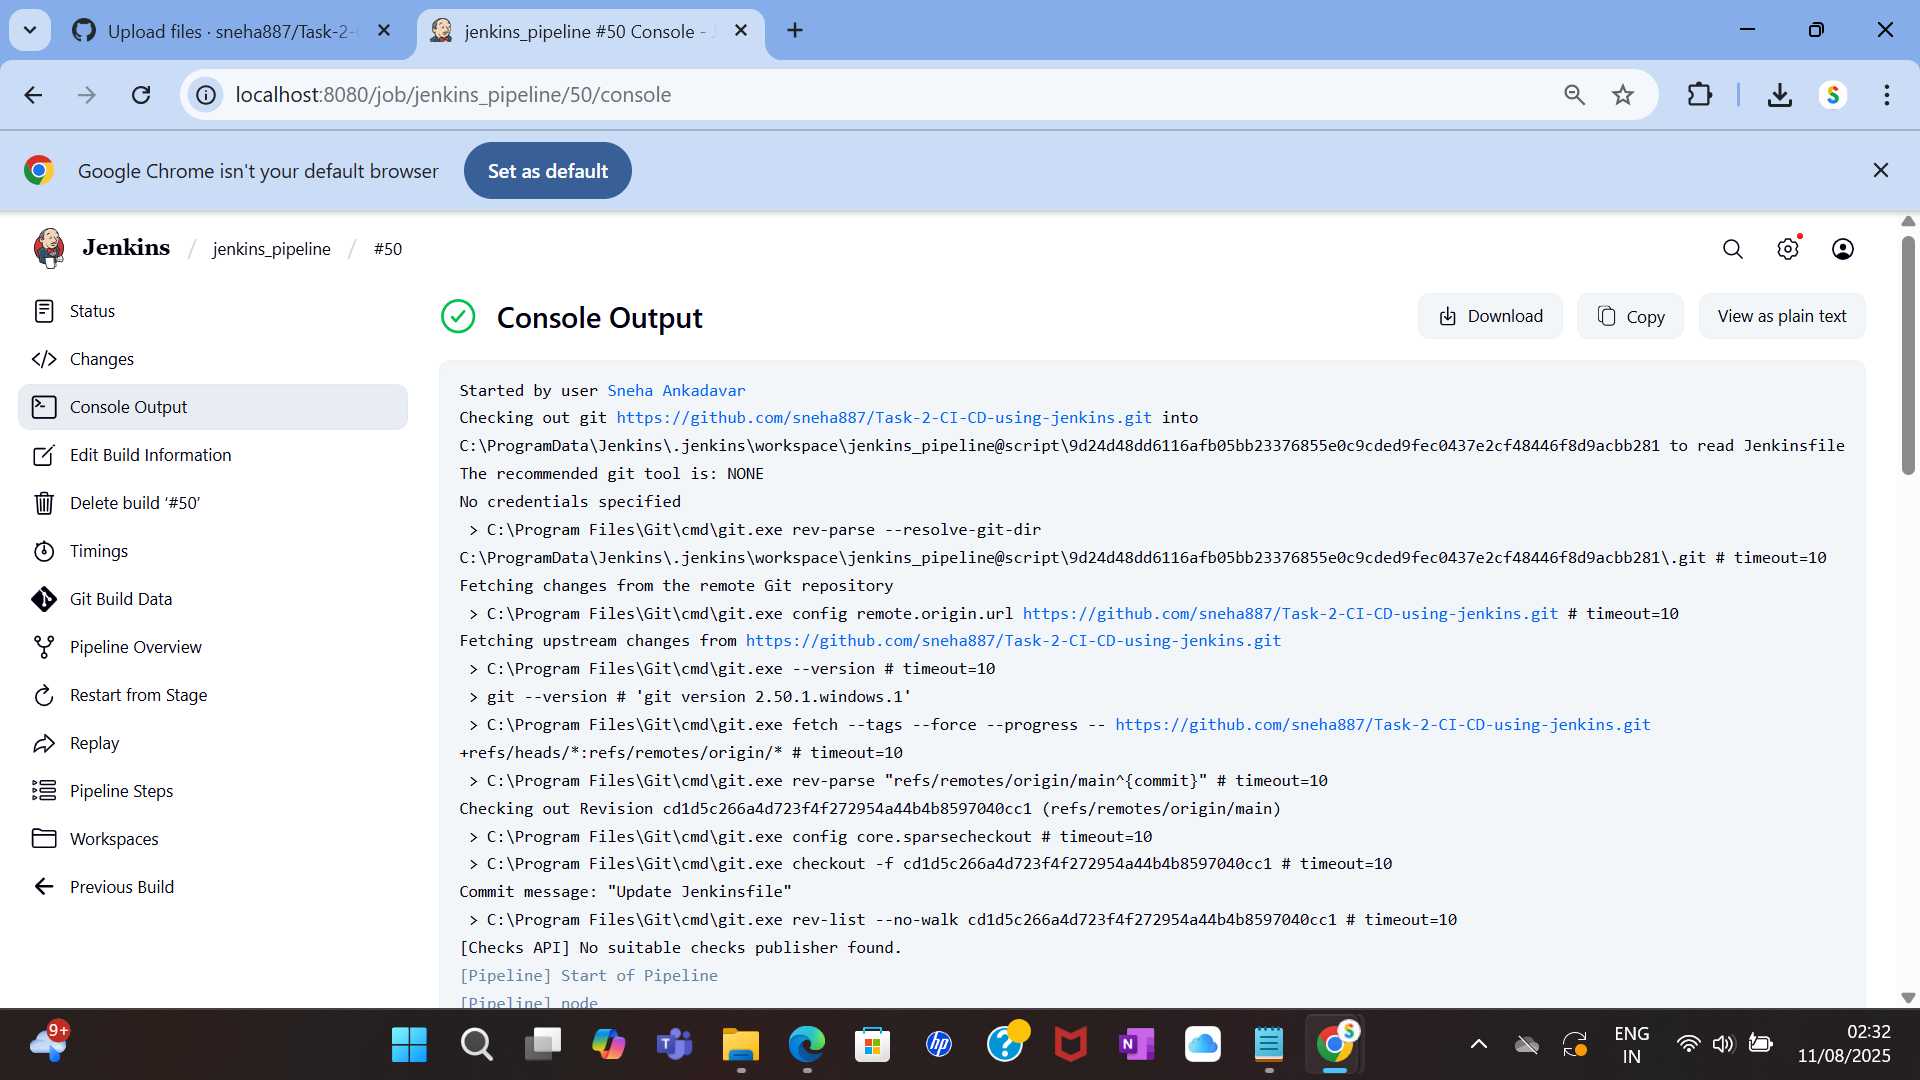 Upload files · sneha887/Task-2-
jenkins_pipeline #50 Console -
localhost:8080/job/jenkins_pipeline/50/console
S
Google Chrome isn't your default browser
Set as default
Jenkins / jenkins_pipeline / #50
Status
Changes
Console Output
Edit Build Information
Delete build ‘#50’
Timings
Git Build Data
Pipeline Overview
Restart from Stage
Replay
Pipeline Steps
Workspaces
Previous Build
Console Output
Download
Copy
View as plain text
Started by user Sneha Ankadavar
Checking out git https://github.com/sneha887/Task-2-CI-CD-using-jenkins.git into
C:\ProgramData\Jenkins\.jenkins\workspace\jenkins_pipeline@script\9d24d48dd6116afb05bb23376855e0c9cded9fec0437e2cf48446f8d9acbb281 to read Jenkinsfile
The recommended git tool is: NONE
No credentials specified
> C:\Program Files\Git\cmd\git.exe rev-parse --resolve-git-dir
C:\ProgramData\Jenkins\.jenkins\workspace\jenkins_pipeline@script\9d24d48dd6116afb05bb23376855e0c9cded9fec0437e2cf48446f8d9acbb281\.git # timeout=10
Fetching changes from the remote Git repository
> C:\Program Files\Git\cmd\git.exe config remote.origin.url https://github.com/sneha887/Task-2-CI-CD-using-jenkins.git # timeout=10
Fetching upstream changes from https://github.com/sneha887/Task-2-CI-CD-using-jenkins.git
> C:\Program Files\Git\cmd\git.exe --version # timeout=10
> git --version # 'git version 2.50.1.windows.1'
> C:\Program Files\Git\cmd\git.exe fetch --tags --force --progress -- https://github.com/sneha887/Task-2-CI-CD-using-jenkins.git
+refs/heads/*:refs/remotes/origin/* # timeout=10
> C:\Program Files\Git\cmd\git.exe rev-parse "refs/remotes/origin/main^{commit}" # timeout=10
Checking out Revision cd1d5c266a4d723f4f272954a44b4b8597040cc1 (refs/remotes/origin/main)
> C:\Program Files\Git\cmd\git.exe config core.sparsecheckout # timeout=10
> C:\Program Files\Git\cmd\git.exe checkout -f cd1d5c266a4d723f4f272954a44b4b8597040cc1 # timeout=10
Commit message: "Update Jenkinsfile"
> C:\Program Files\Git\cmd\git.exe rev-list --no-walk cd1d5c266a4d723f4f272954a44b4b8597040cc1 # timeout=10
[Checks API] No suitable checks publisher found.
[Pipeline] Start of Pipeline
[Pipeline] node
9+
hp
N
S
ENG
IN
02:32
11/08/2025